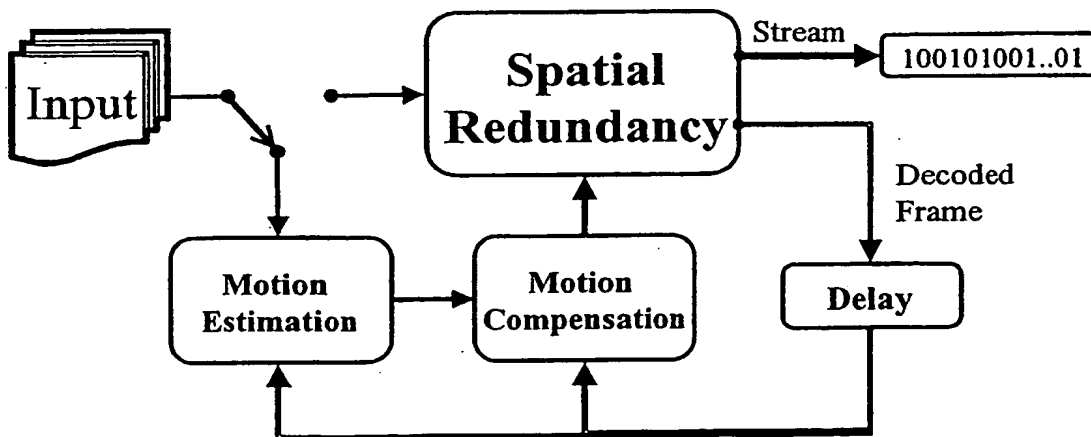 Input
Spatial
Redundancy
Stream
100101001..01
Decoded
Frame
Motion
Estimation
Motion
Compensation
Delay